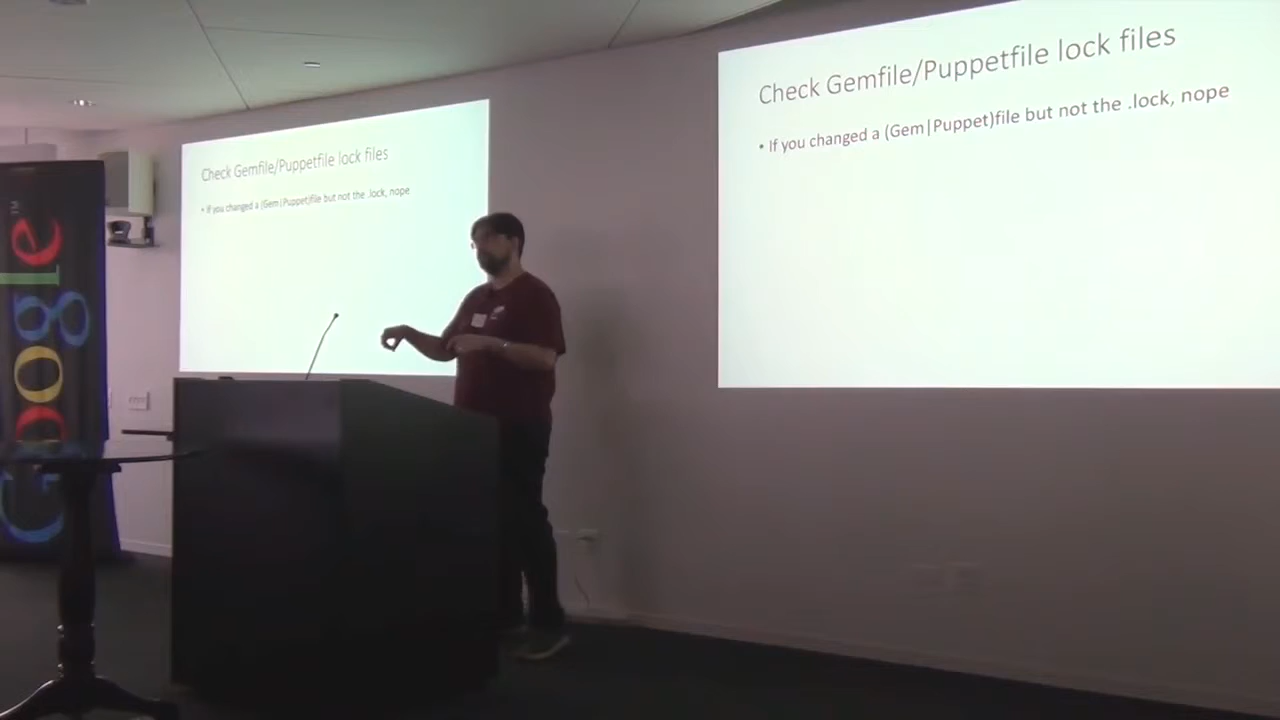 Google™
Check Gemfile/Puppetfile lock files
• If you changed a (Gem|Puppet)file but not the .lock, nope
Check Gemfile/Puppetfile lock files
• If you changed a (Gem|Puppet)file but not the .lock, nope